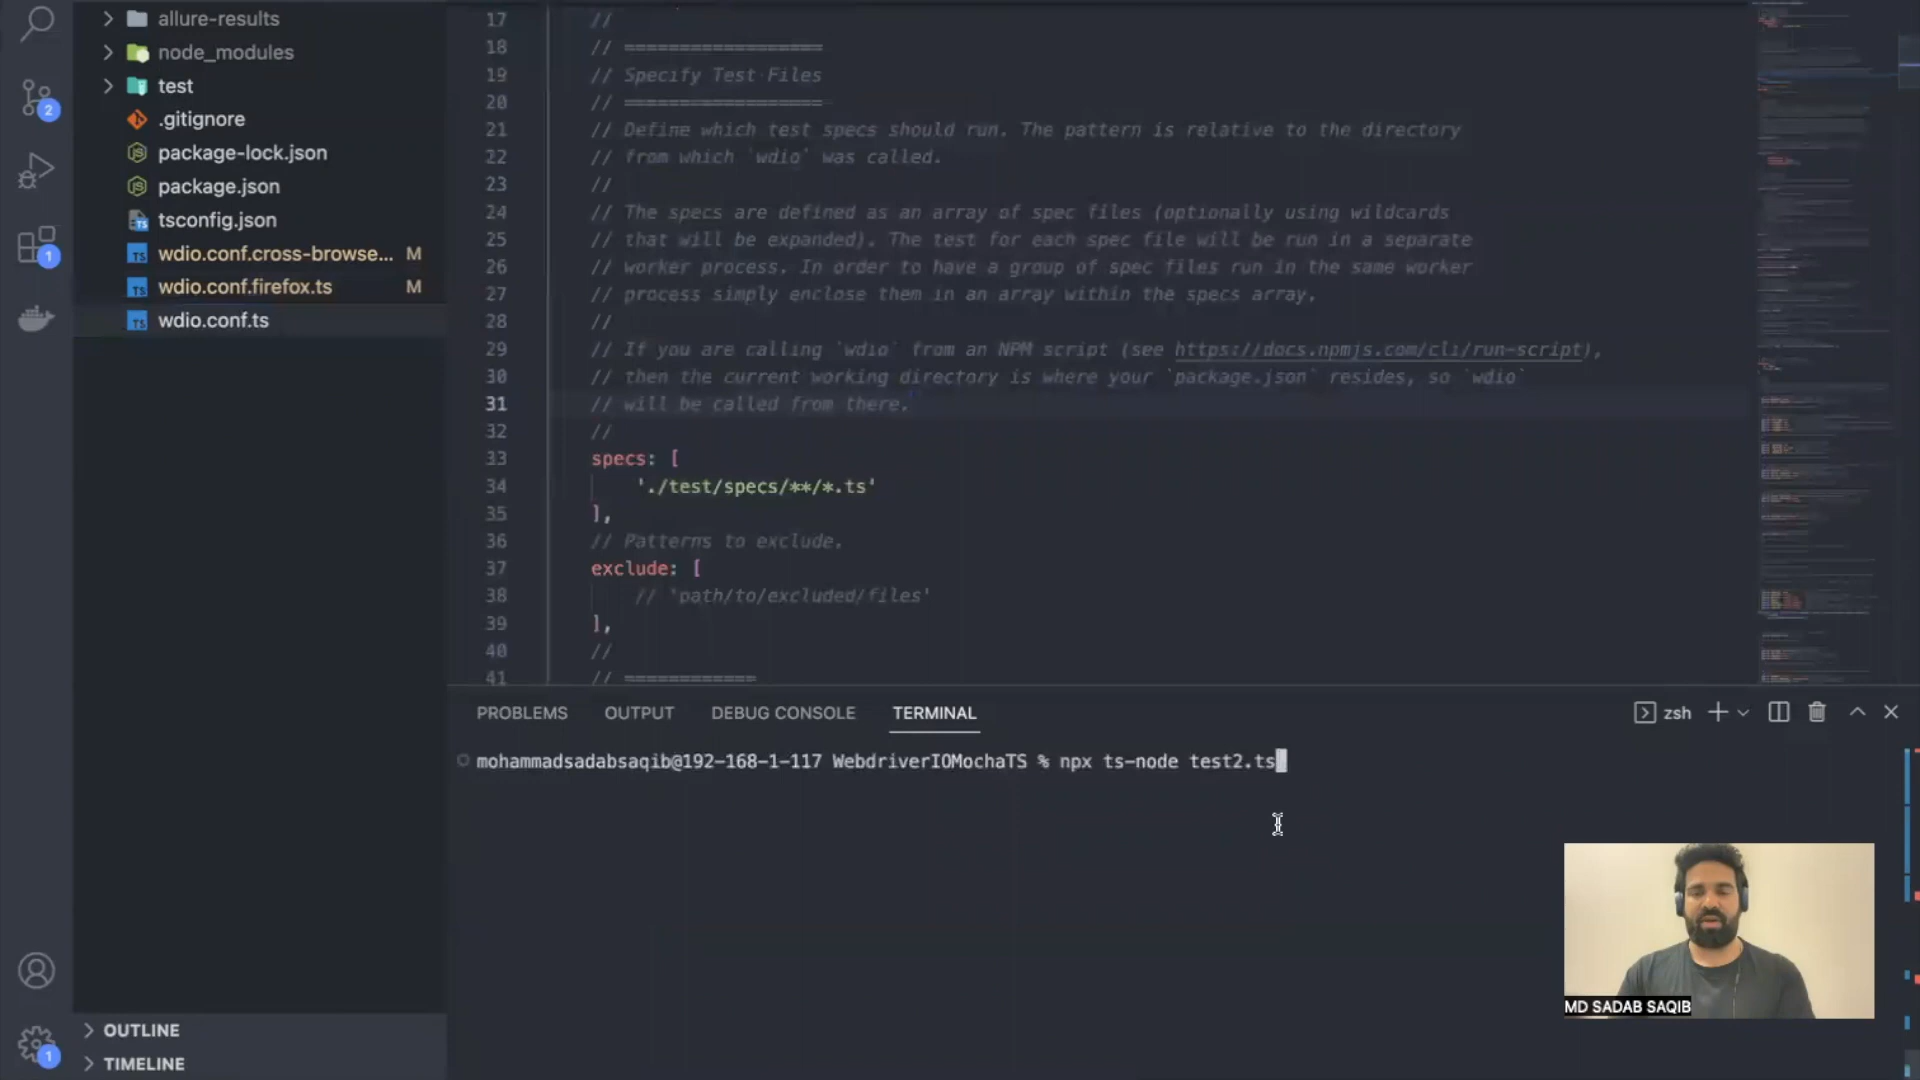 allure-results
node_modules
test
.gitignore
package-lock.json
package.json
tsconfig.json
wdio.conf.cross-browse... M
wdio.conf.firefox.ts M
wdio.conf.ts
2
1
1
OUTLINE
TIMELINE
17 //
18 // ==================
19 // Specify Test Files
20 // ==================
21 // Define which test specs should run. The pattern is relative to the directory
22 // from which `wdio` was called.
23 //
24 // The specs are defined as an array of spec files (optionally using wildcards
25 // that will be expanded). The test for each spec file will be run in a separate
26 // worker process. In order to have a group of spec files run in the same worker
27 // process simply enclose them in an array within the specs array.
28 //
29 // If you are calling `wdio` from an NPM script (see https://docs.npmjs.com/cli/run-script),
30 // then the current working directory is where your `package.json` resides, so `wdio`
31 // will be called from there.
32 //
33 specs: [
34 './test/specs/**/*.ts'
35 ],
36 // Patterns to exclude.
37 exclude: [
38 // 'path/to/excluded/files'
39 ],
40 //
41 // ============
PROBLEMS OUTPUT DEBUG CONSOLE TERMINAL zsh
mohammadsadabsaqib@192-168-1-117 WebdriverIOMochaTS % npx ts-node test2.ts
MD SADAB SAQIB